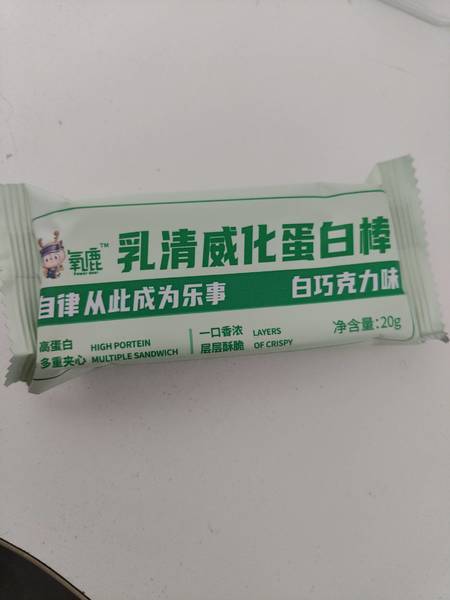 氧鹿™
乳清威化蛋白棒
自律从此成为乐事 白巧克力味
高蛋白 HIGH PORTEIN
多重夹心 MULTIPLE SANDWICH
一口香浓 LAYERS
层层酥脆 OF CRISPY
净含量:20g